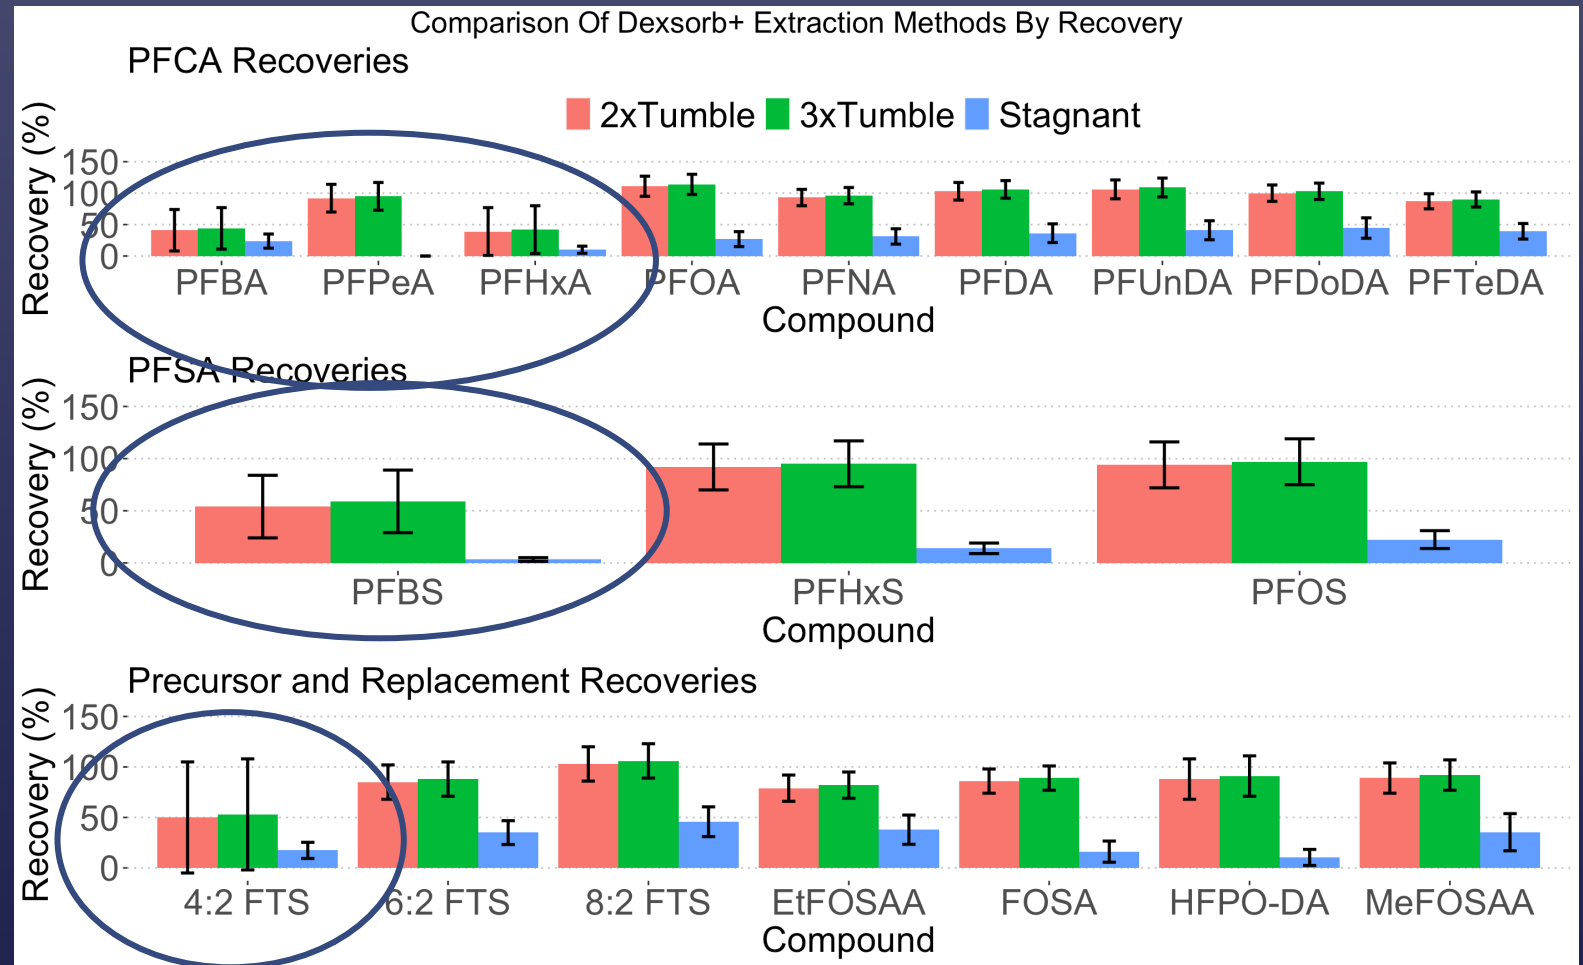 Comparison Of Dexsorb+ Extraction Methods By Recovery
PFCA Recoveries
2xTumble 3xTumble Stagnant
Recovery (%)
150
100
50
0
PFBA PFPeA PFHxA PFOA PFNA PFDA PFUnDA PFDoDA PFTeDA
Compound
PFSA Recoveries
Recovery (%)
150
100
50
0
PFBS PFHxS PFOS
Compound
Precursor and Replacement Recoveries
Recovery (%)
150
100
50
0
4:2 FTS 6:2 FTS 8:2 FTS EtFOSAA FOSA HFPO-DA MeFOSAA
Compound